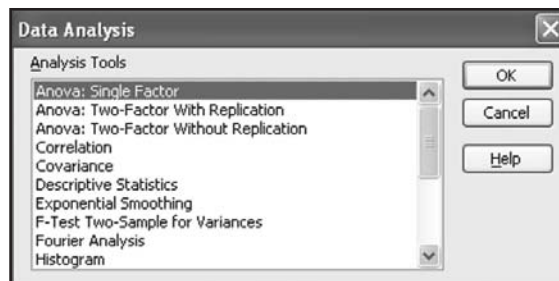 Data Analysis
Analysis Tools
Anova: Single Factor
Anova: Two-Factor With Replication
Anova: Two-Factor Without Replication
Correlation
Covariance
Descriptive Statistics
Exponential Smoothing
F-Test Two-Sample for Variances
Fourier Analysis
Histogram
OK
Cancel
Help